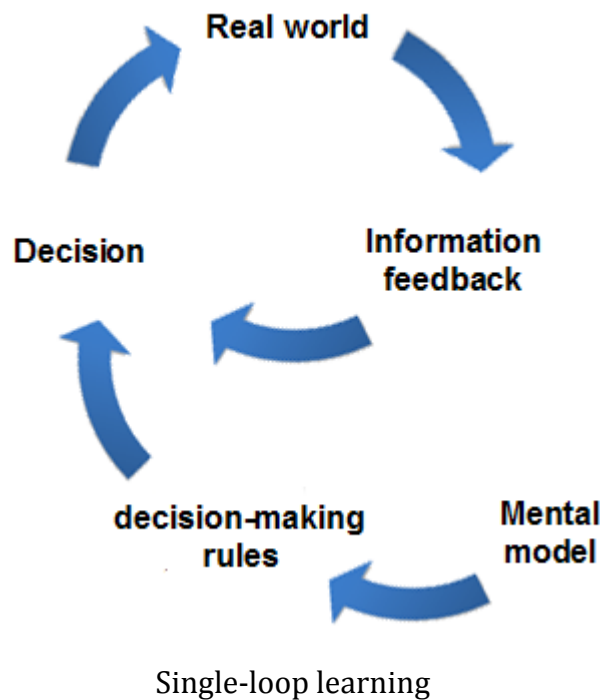 Real world
Decision
Information
feedback
decision-making
rules
Mental
model
Single-loop learning